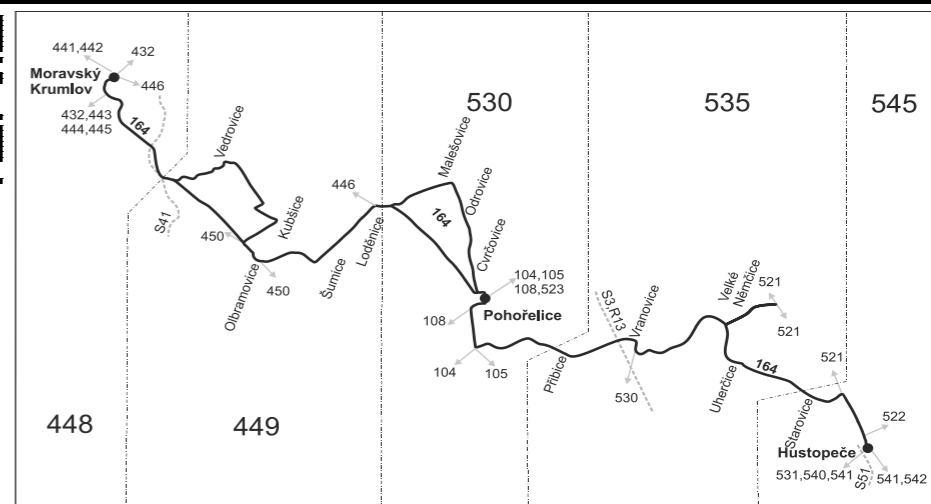 441,442
432
Moravský
Krumlov
446
432,443
444,445
164
S41
Vedrovice
Kubšice
450
Olbramovice
450
Šumice
446
Loděnice
530
Malešovice
Odrovice
164
Cvrčovice
104,105
108,523
Pohořelice
108
104
105
535
545
S3,R13
Vranovice
Velké
Němčice
521
521
Přibice
530
Uherčice
164
521
Starovice
522
Hustopeče
531,540,541
S51
541,542
448
449